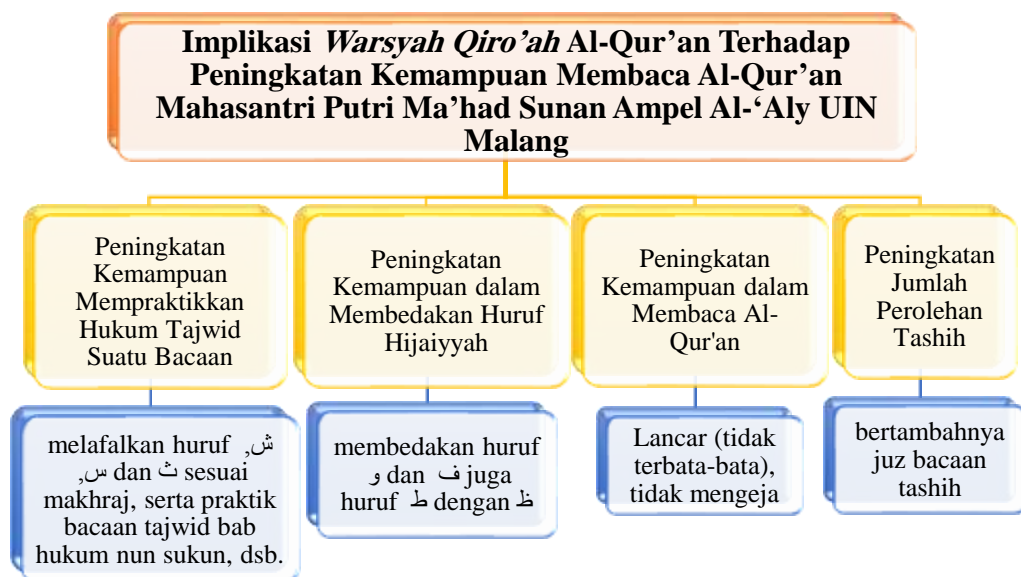 Implikasi Warsyah Qiro’ah Al-Qur’an Terhadap
Peningkatan Kemampuan Membaca Al-Qur’an
Mahasantri Putri Ma’had Sunan Ampel Al-‘Aly UIN
Malang
Peningkatan
Kemampuan
Mempraktikkan
Hukum Tajwid
Suatu Bacaan
Peningkatan
Kemampuan dalam
Membedakan Huruf
Hijaiyyah
Peningkatan
Kemampuan dalam
Membaca Al-
Qur'an
Peningkatan
Jumlah
Perolehan
Tashih
melafalkan huruf ش,
س, dan ث sesuai
makhraj, serta praktik
bacaan tajwid bab
hukum nun sukun, dsb.
membedakan huruf
و dan ف juga
huruf ط dengan ظ
Lancar (tidak
terbata-bata),
tidak mengeja
bertambahnya
juz bacaan
tashih